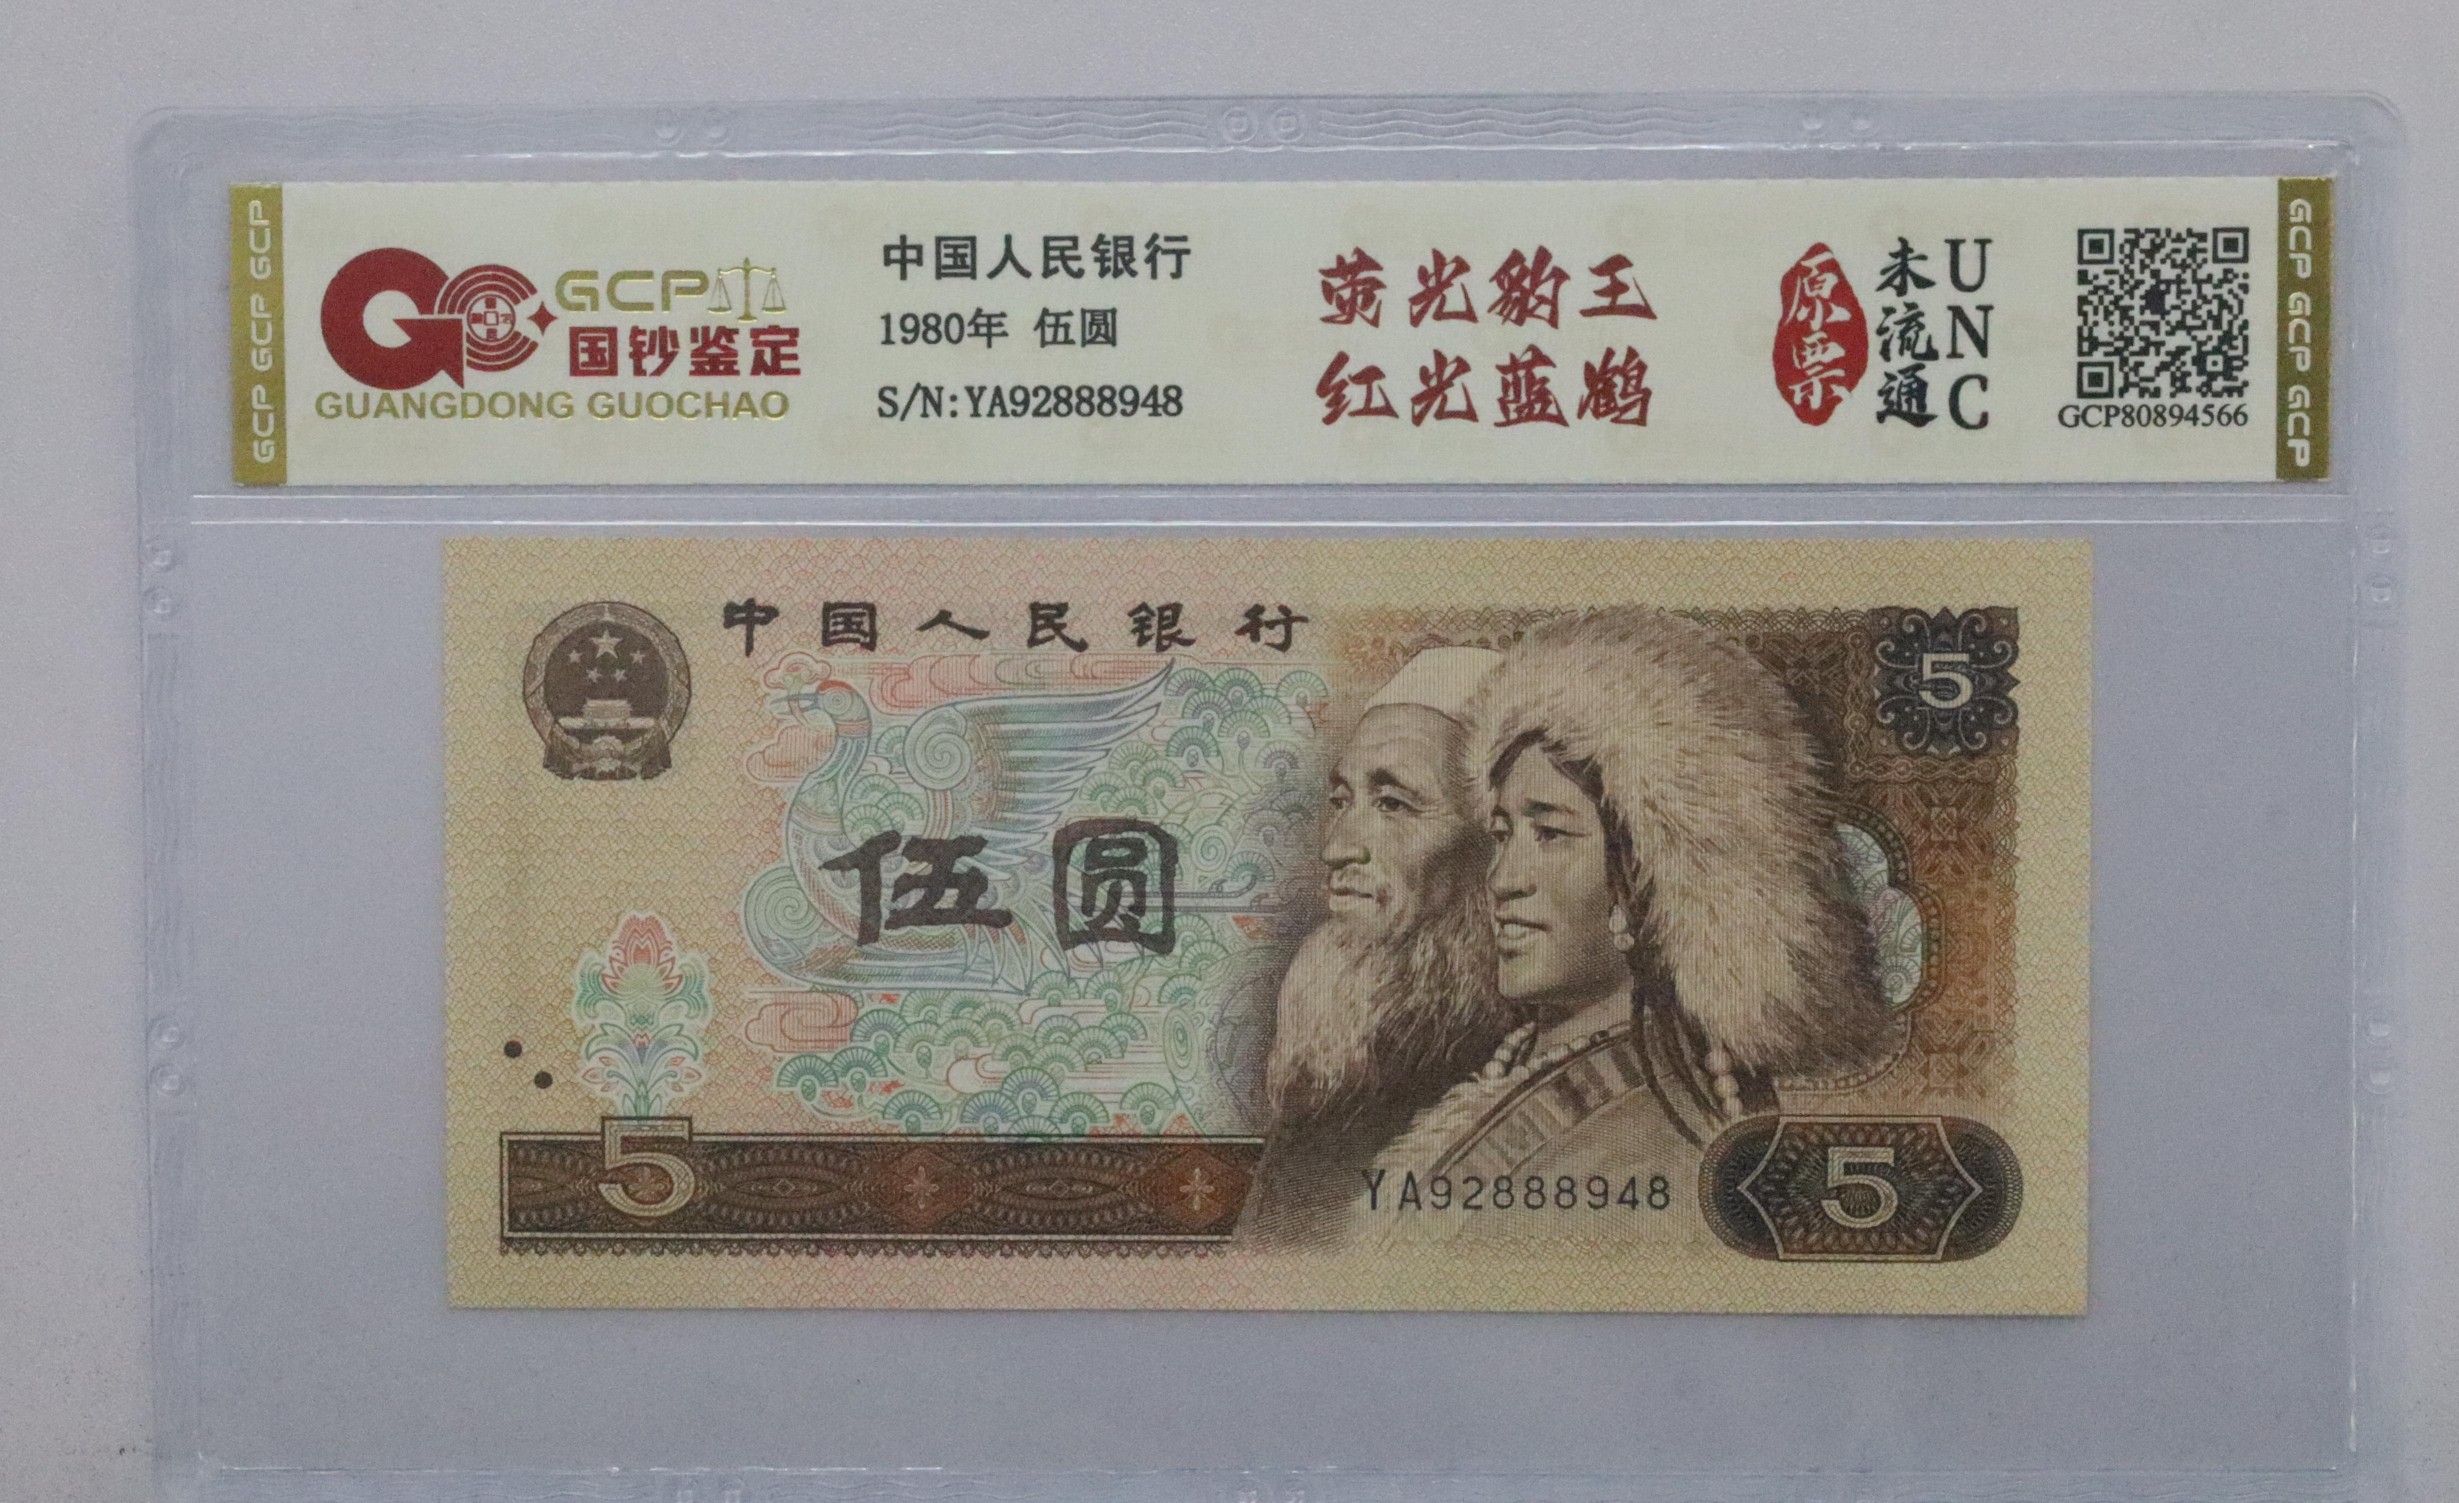 GCP GCP GCP
GCP
国钞鉴定
GUANGDONG GUOCHAO
中国人民银行
1980年 伍圆
S/N:YA92888948
荧光豹王
红光蓝鹤
原票
未流通
UNC
GCP80894566
GCP GCP GCP
中国人民银行
5
伍圆
5
YA92888948
5